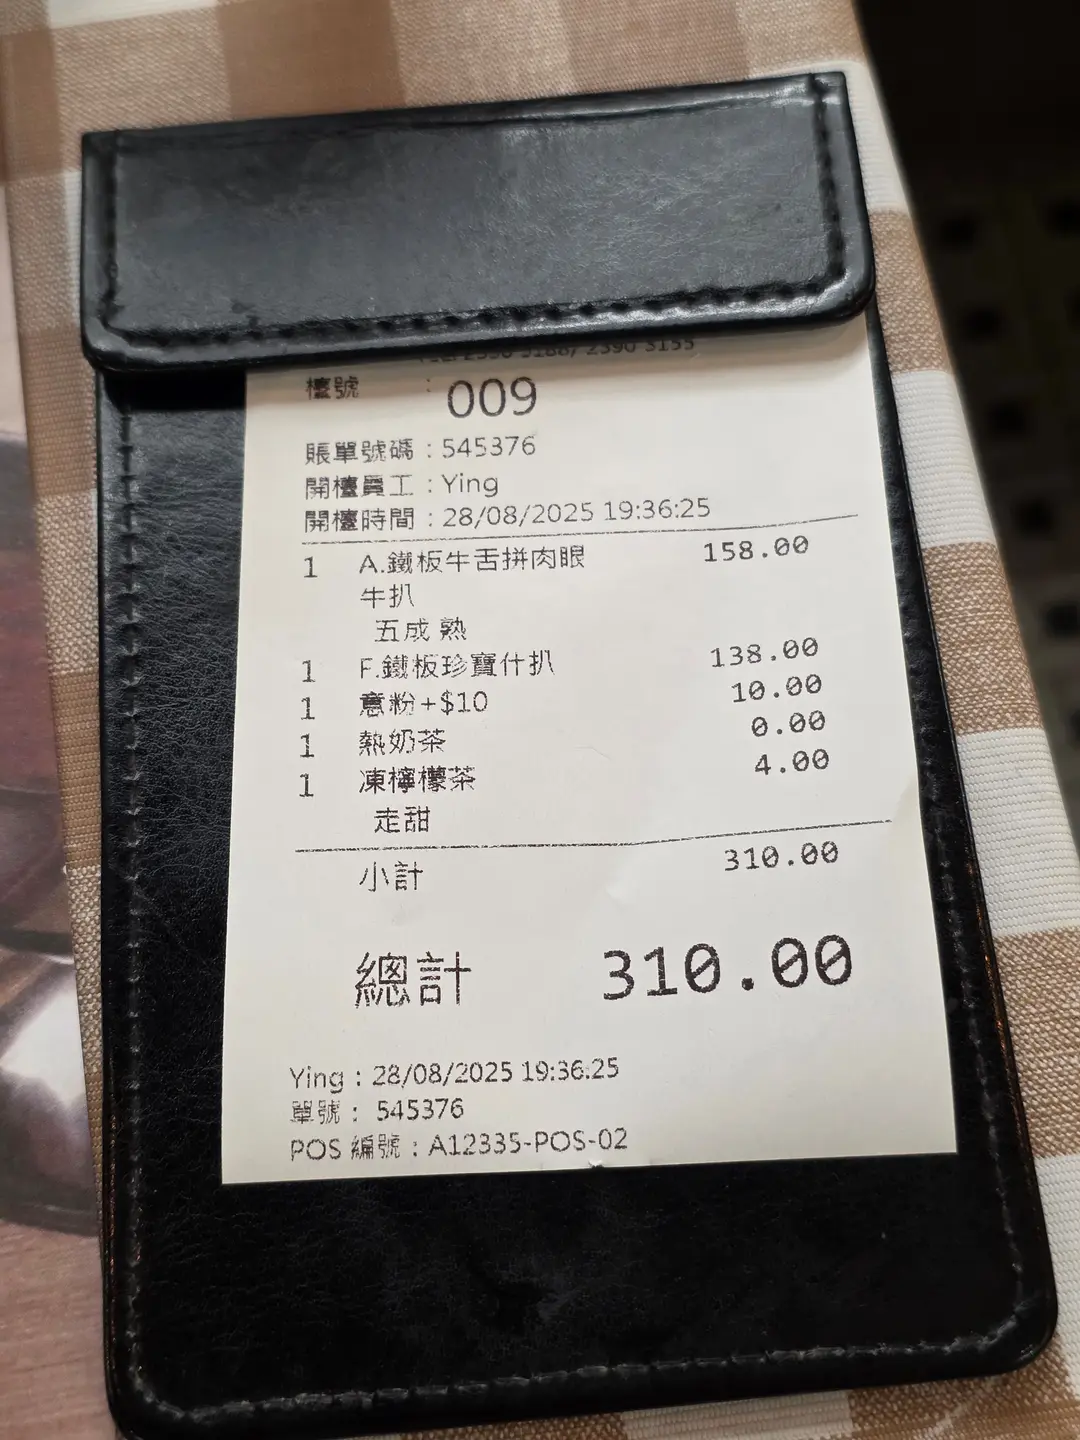 2390 3155
檯號 : 009
賬單號碼 : 545376
開檯員工 : Ying
開檯時間 : 28/08/2025 19:36:25
1 A.鐵板牛舌拼肉眼 158.00
牛扒
五成熟
1 F.鐵板珍寶什扒 138.00
1 意粉+$10 10.00
1 熱奶茶 0.00
1 凍檸檬茶 4.00
走甜
小計 310.00
總計 310.00
Ying : 28/08/2025 19:36:25
單號 : 545376
POS 編號 : A12335-POS-02